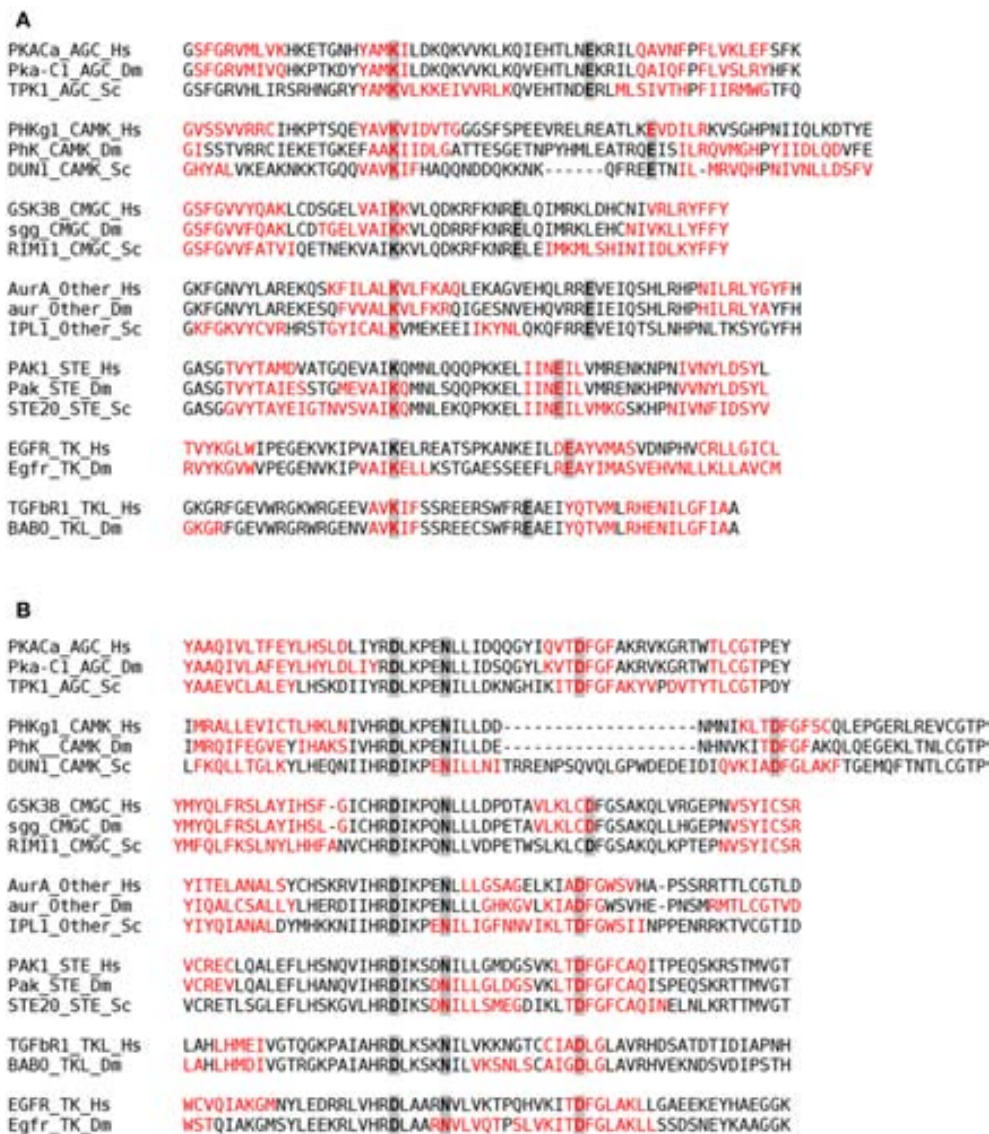 A
PKACa_AGC_Hs GSFGRVMLVKHKETGNHYAMKILDKQKVVKLKQIEHTLNEKRILQAVNFPFLVKLEFSFK
Pka-C1_AGC_Dm GSFGRVMIVQHKPTKDYYAMKILDKQKVVKLKQVEHTLNEKRILQAIQFPFLVSLRYHFK
TPK1_AGC_Sc GSFGRVHLIRSRHNGRYYAMKVLKKEIVVRLKQVEHTNDERLMLSIVTHPFIIRMWGTFQ
PHKg1_CAMK_Hs GVSSVVRRCIHKPTSQEYAVKVIDVTGGGSFSPEEVRELREATLKEVDILRKVSGHPNIIQLKDTYE
PhK_CAMK_Dm GISSTVRRCIEKETGKEFAAKIIDLGATTESGETNPYHMLEATRQEISILRQVMGHPYIIDLQDVFE
DUN1_CAMK_Sc GHYALVKEAKNKKTGQQVAVKIFHAQQNDDQKKNK------QFREETNIL-MRVQHPNIVNLLDSFV
GSK3B_CMGC_Hs GSFGVVYQAKLCDSGELVAIKKVLQDKRFKNRELQIMRKLDHCNIVRLRYFFY
sgg_CMGC_Dm GSFGVVFQAKLCDTGELVAIKKVLQDRRFKNRELQIMRKLEHCNIVKLLYFFY
RIM11_CMGC_Sc GSFGVVFATVIQETNEKVAIKKVLQDKRFKNRELEIMKMLSHINIIDLKYFFY
AurA_Other_Hs GKFGNVYLAREKQSKFILALKVLFKAQLEKAGVEHQLRREVEIQSHLRHPNILRLYGYFH
aur_Other_Dm GKFGNVYLAREKESQFVVALKVLFKRQIGESNVEHQVRREIEIQSHLRHPHILRLYAYFH
IPL1_Other_Sc GKFGKVYCVRHRSTGYICALKVMEKEEIIKYNLQKQFRREVEIQTSLNHPNLTKSYGYFH
PAK1_STE_Hs GASGTVYTAMDVATGQEVAIKQMNLQQQPKKELIINEILVMRENKNPNIVNYLDSYL
Pak_STE_Dm GASGTVYTAIESSTGMEVAIKQMNLSQQPKKELIINEILVMRENKHPNVVNYLDSYL
STE20_STE_Sc GASGGVYTAYEIGTNVSVAIKQMNLEKQPKKELIINEILVMKGSKHPNIVNFIDSYV
EGFR_TK_Hs TVYKGLWIPEGEKVKIPVAIKELREATSPKANKEILDEAYVMASVDNPHVCRLLGICL
Egfr_TK_Dm RVYKGVWVPEGENVKIPVAIKELLKSTGAESSEEFLREAYIMASVEHVNLLKLLAVCM
TGFbR1_TKL_Hs GKGRFGEVWRGKWRGEEVAVKIFSSREERSWFREAEIYQTVMLRHENILGFIAA
BABO_TKL_Dm GKGRFGEVWRGRWRGENVAVKIFSSREECSWFREAEIYQTVMLRHENILGFIAA
B
PKACa_AGC_Hs YAAQIVLTFEYLHSLDLIYRDLKPENLLIDQQGYIQVTDFGFAKRVKGRTWTLCGTPEY
Pka-C1_AGC_Dm YAAQIVLAFEYLHYLDLIYRDLKPENLLIDSQGYLKVTDFGFAKRVKGRTWTLCGTPEY
TPK1_AGC_Sc YAAEVCLALEYLHSKDIIYRDLKPENILLDKNGHIKITDFGFAKYVPDVTYTLCGTPDY
PHKg1_CAMK_Hs IMRALLEVICTLHKLNIVHRDLKPENILLDD-------------------NMNIKLTDFGFSCQLEPGERLREVCGTP
PhK__CAMK_Dm IMRQIFEGVEYIHAKSIVHRDLKPENILLDE-------------------NHNVKITDFGFAKQLQEGEKLTNLCGTP
DUN1_CAMK_Sc LFKQLLTGLKYLHEQNIIHRDIKPENILLNITRRENPSQVQLGPWDEDEIDIQVKIADFGLAKFTGEMQFTNTLCGTP
GSK3B_CMGC_Hs YMYQLFRSLAYIHSF-GICHRDIKPQNLLLDPDTAVLKLCDFGSAKQLVRGEPNVSYICSR
sgg_CMGC_Dm YMYQLFRSLAYIHSL-GICHRDIKPQNLLLDPETAVLKLCDFGSAKQLLHGEPNVSYICSR
RIM11_CMGC_Sc YMFQLFKSLNYLHHFANVCHRDIKPQNLLVDPETWSLKLCDFGSAKQLKPTEPNVSYICSR
AurA_Other_Hs YITELANALSYCHSKRVIHRDIKPENLLLGSAGELKIADFGWSVHA-PSSRRTTLCGTLD
aur_Other_Dm YIQALCSALLYLHERDIIHRDIKPENLLLGHKGVLKIADFGWSVHE-PNSMRMTLCGTVD
IPL1_Other_Sc YIYQIANALDYMHKKNIIHRDIKPENILIGFNNVIKLTDFGWSIINPPENRRKTVCGTID
PAK1_STE_Hs VCRECLQALEFLHSNQVIHRDIKSDNILLGMDGSVKLTDFGFCAQITPEQSKRSTMVGT
Pak_STE_Dm VCREVLQALEFLHANQVIHRDIKSDNILLGLDGSVKLTDFGFCAQISPEQSKRTTMVGT
STE20_STE_Sc VCRETLSGLEFLHSKGVLHRDIKSDNILLSMEGDIKLTDFGFCAQINELNLKRTTMVGT
TGFbR1_TKL_Hs LAHLHMEIVGTQGKPAIAHRDLKSKNILVKKNGTCCIADLGLAVRHDSATDTIDIAPNH
BABO_TKL_Dm LAHLHMDIVGTRGKPAIAHRDLKSKNILVKSNLSCAIGDLGLAVRHVEKNDSVDIPSTH
EGFR_TK_Hs WCVQIAKGMNYLEDRRLVHRDLAARNVLVKTPQHVKITDFGLAKLLGAEEKEYHAEGGK
Egfr_TK_Dm WSTQIAKGMSYLEEKRLVHRDLAARNVLVQTPSLVKITDFGLAKLLSSDSNEYKAAGGK